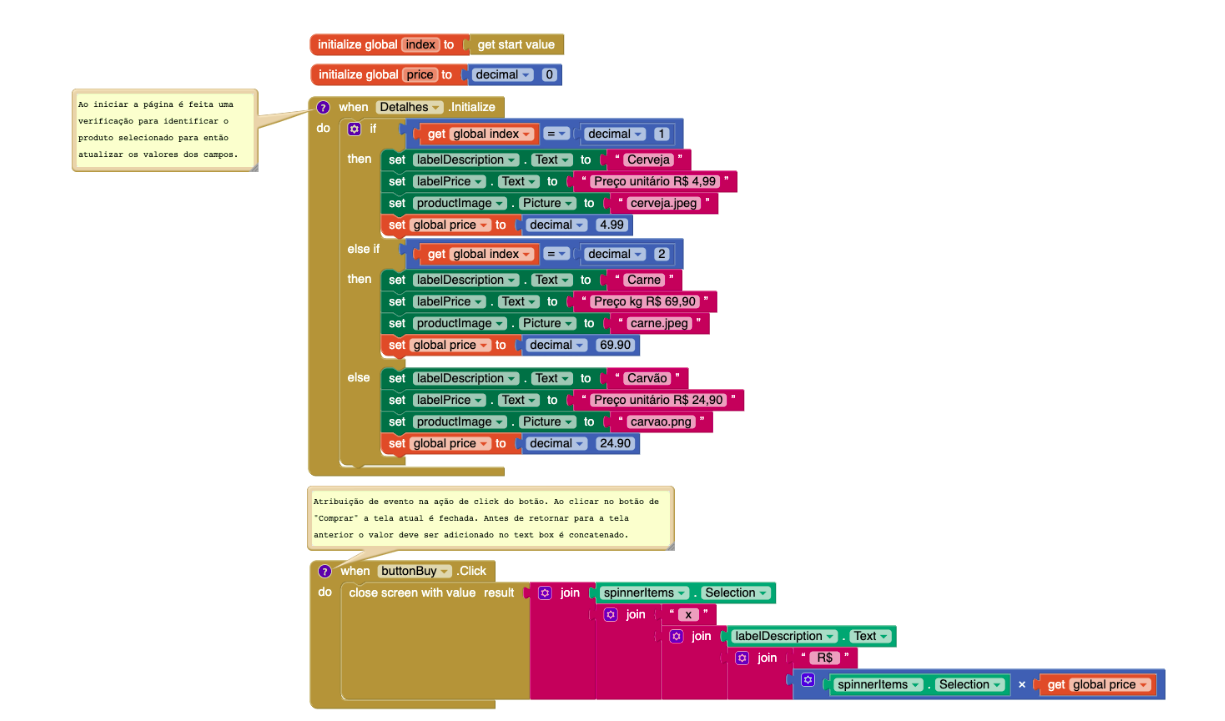 initialize global index to get start value
initialize global price to decimal 0
Ao iniciar a página é feita uma
verificação para identificar o
produto selecionado para então
atualizar os valores dos campos.
? when Detalhes .Initialize
do if get global index = decimal 1
then set labelDescription . Text to " Cerveja "
set labelPrice . Text to " Preço unitário R$ 4,99 "
set productImage . Picture to " cerveja.jpeg "
set global price to decimal 4.99
else if get global index = decimal 2
then set labelDescription . Text to " Carne "
set labelPrice . Text to " Preço kg R$ 69,90 "
set productImage . Picture to " carne.jpeg "
set global price to decimal 69.90
else set labelDescription . Text to " Carvão "
set labelPrice . Text to " Preço unitário R$ 24,90 "
set productImage . Picture to " carvao.png "
set global price to decimal 24.90
Atribuição de evento na ação de click do botão. Ao clicar no botão de
"Comprar" a tela atual é fechada. Antes de retornar para a tela
anterior o valor deve ser adicionado no text box é concatenado.
? when buttonBuy .Click
do close screen with value result join spinnerItems . Selection
join " x "
join labelDescription . Text
join " R$ "
spinnerItems . Selection × get global price